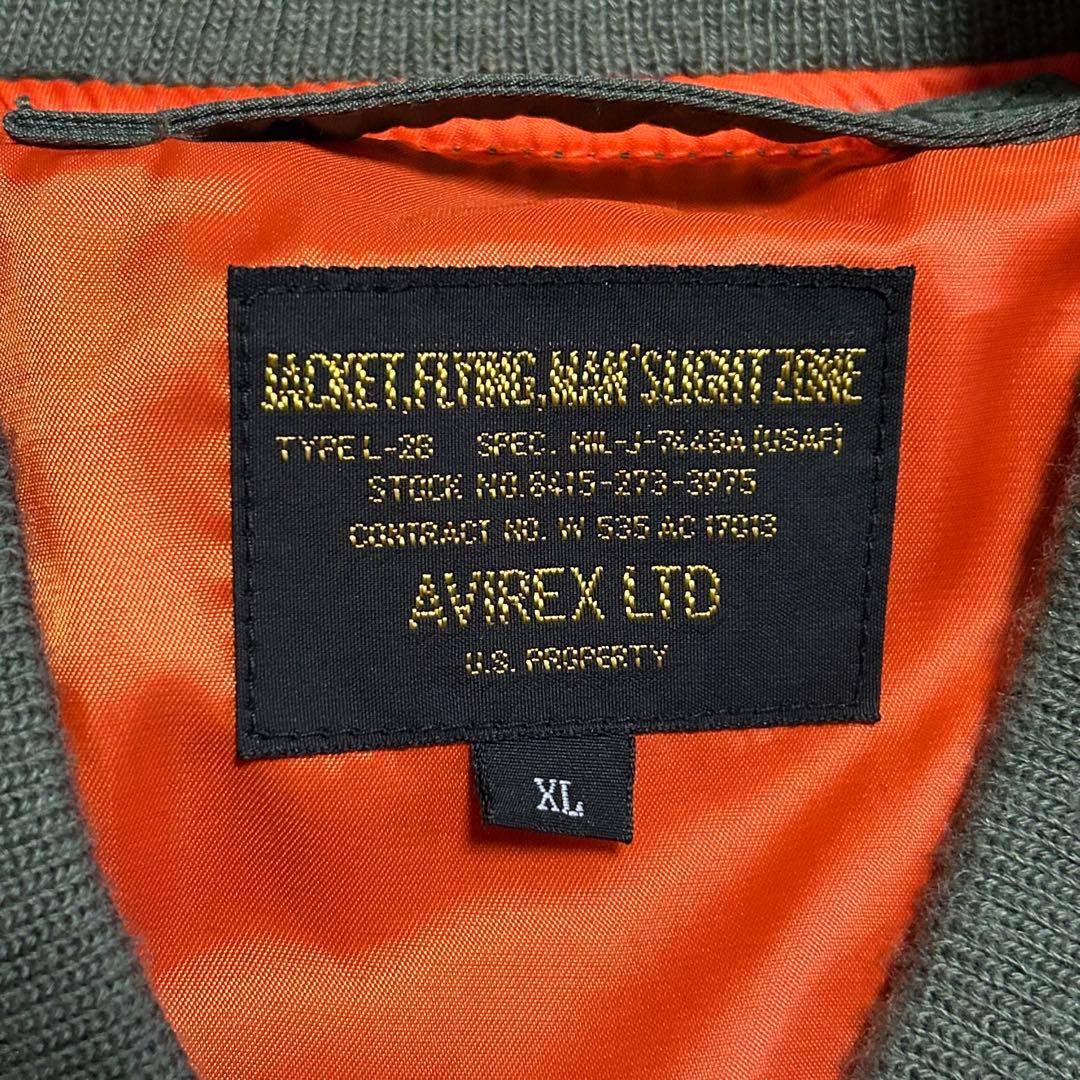 JACKET, FLYING, MAN'S LIGHT ZONE
TYPE L-2B SPEC. MIL-J-7448A (USAF)
STOCK NO. 8415-273-3975
CONTRACT NO. W 535 AC 17013
AVIREX LTD
U.S. PROPERTY
XL